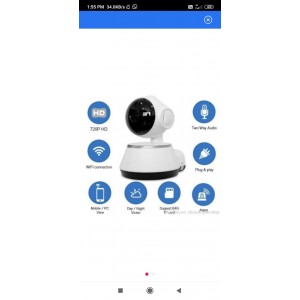 1:55 PM 34.0KB/s
HD
720P HD
Two Way Audio
WIFI connection
Plug & play
Mobile / PC
View
Day / Night
Vision
Support 64G
TF card
Alarm